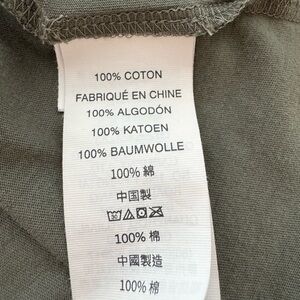 100% COTON
FABRIQUÉ EN CHINE
100% ALGODÓN
100% KATOEN
100% BAUMWOLLE
100% 綿
中国製
100% 棉
中國製造
100% 棉